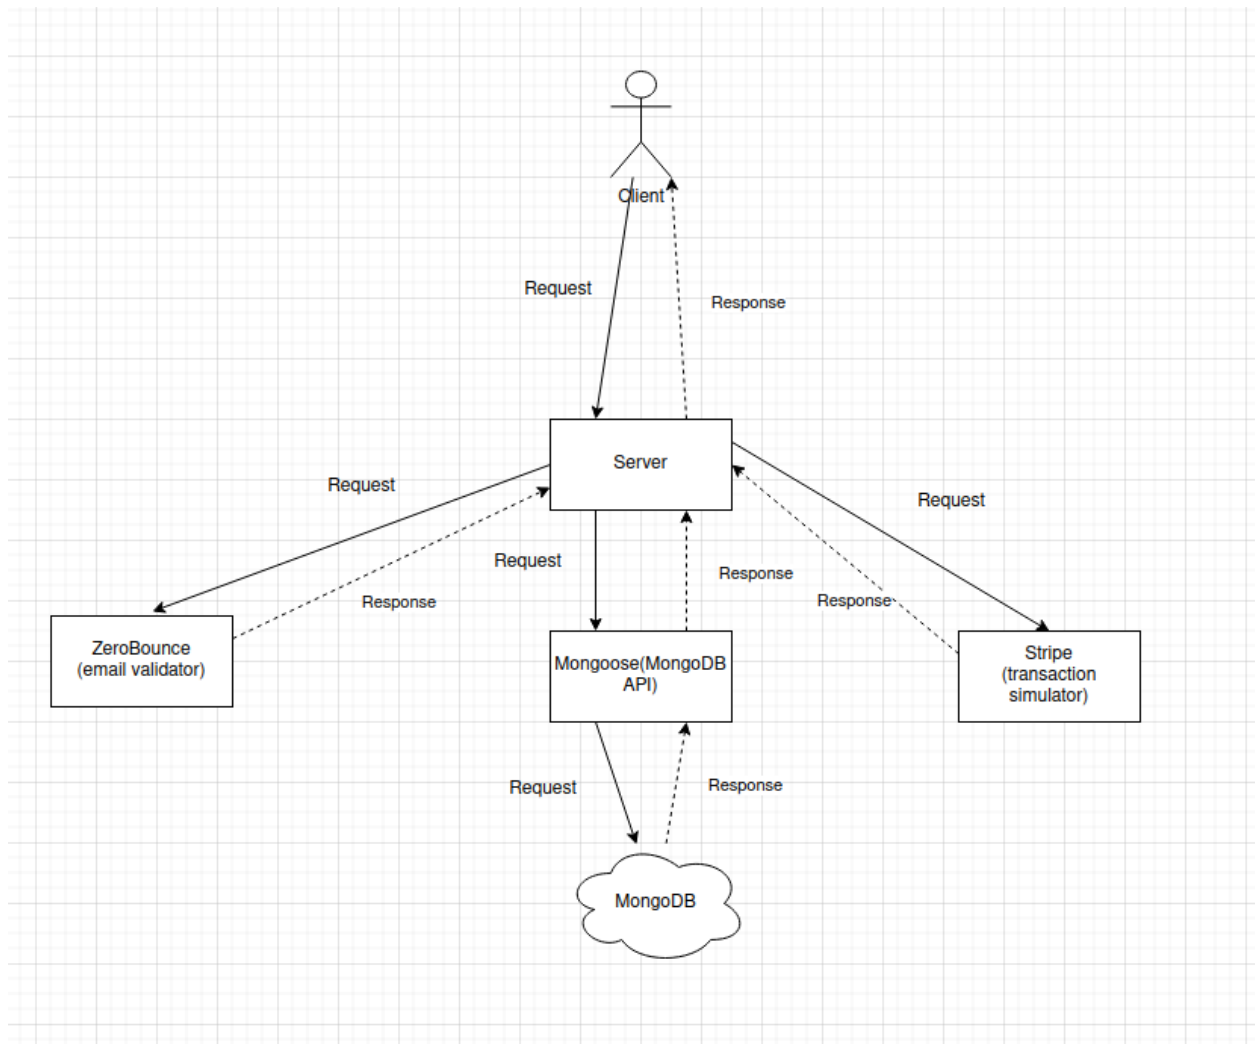 Client
Request
Response
Server
Request
Request
Request
Response
Response
Response
ZeroBounce
(email validator)
Mongoose(MongoDB
API)
Stripe
(transaction
simulator)
Request
Response
MongoDB